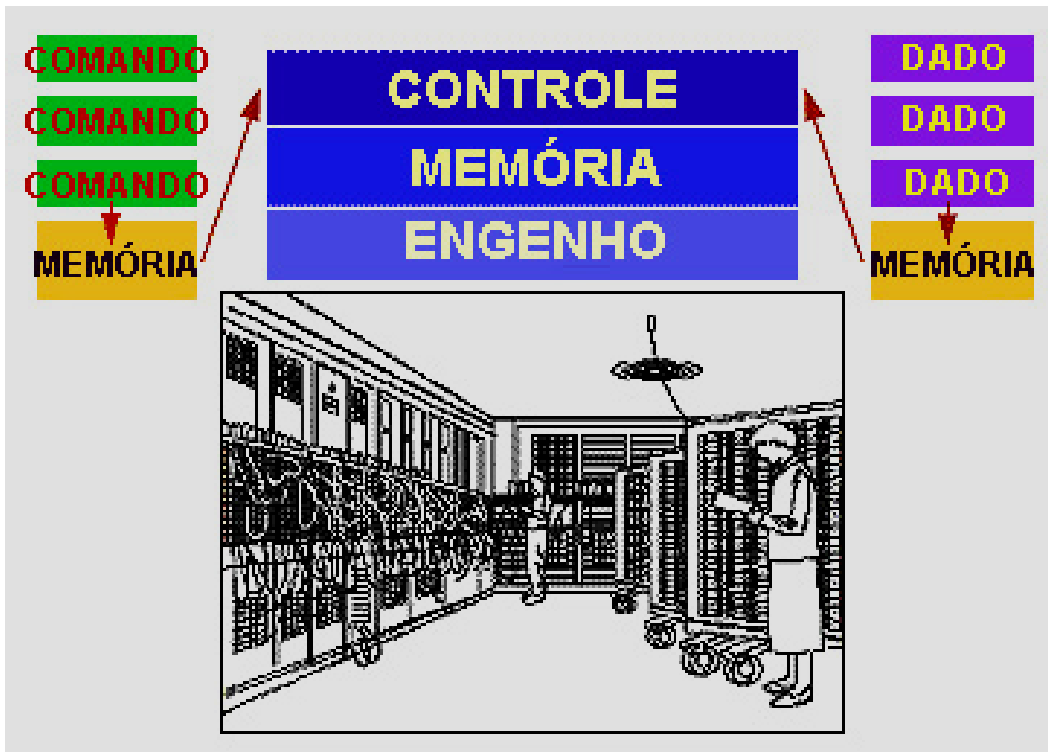 COMANDO
COMANDO
COMANDO
MEMÓRIA
CONTROLE
MEMÓRIA
ENGENHO
DADO
DADO
DADO
MEMÓRIA